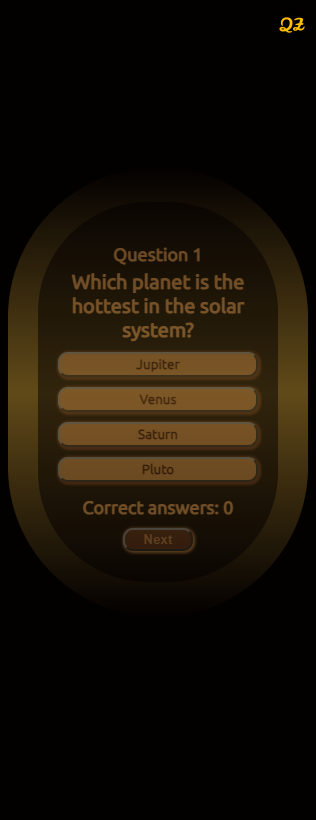 QZ
Question 1
Which planet is the
hottest in the solar
system?
Jupiter
Venus
Saturn
Pluto
Correct answers: 0
Next